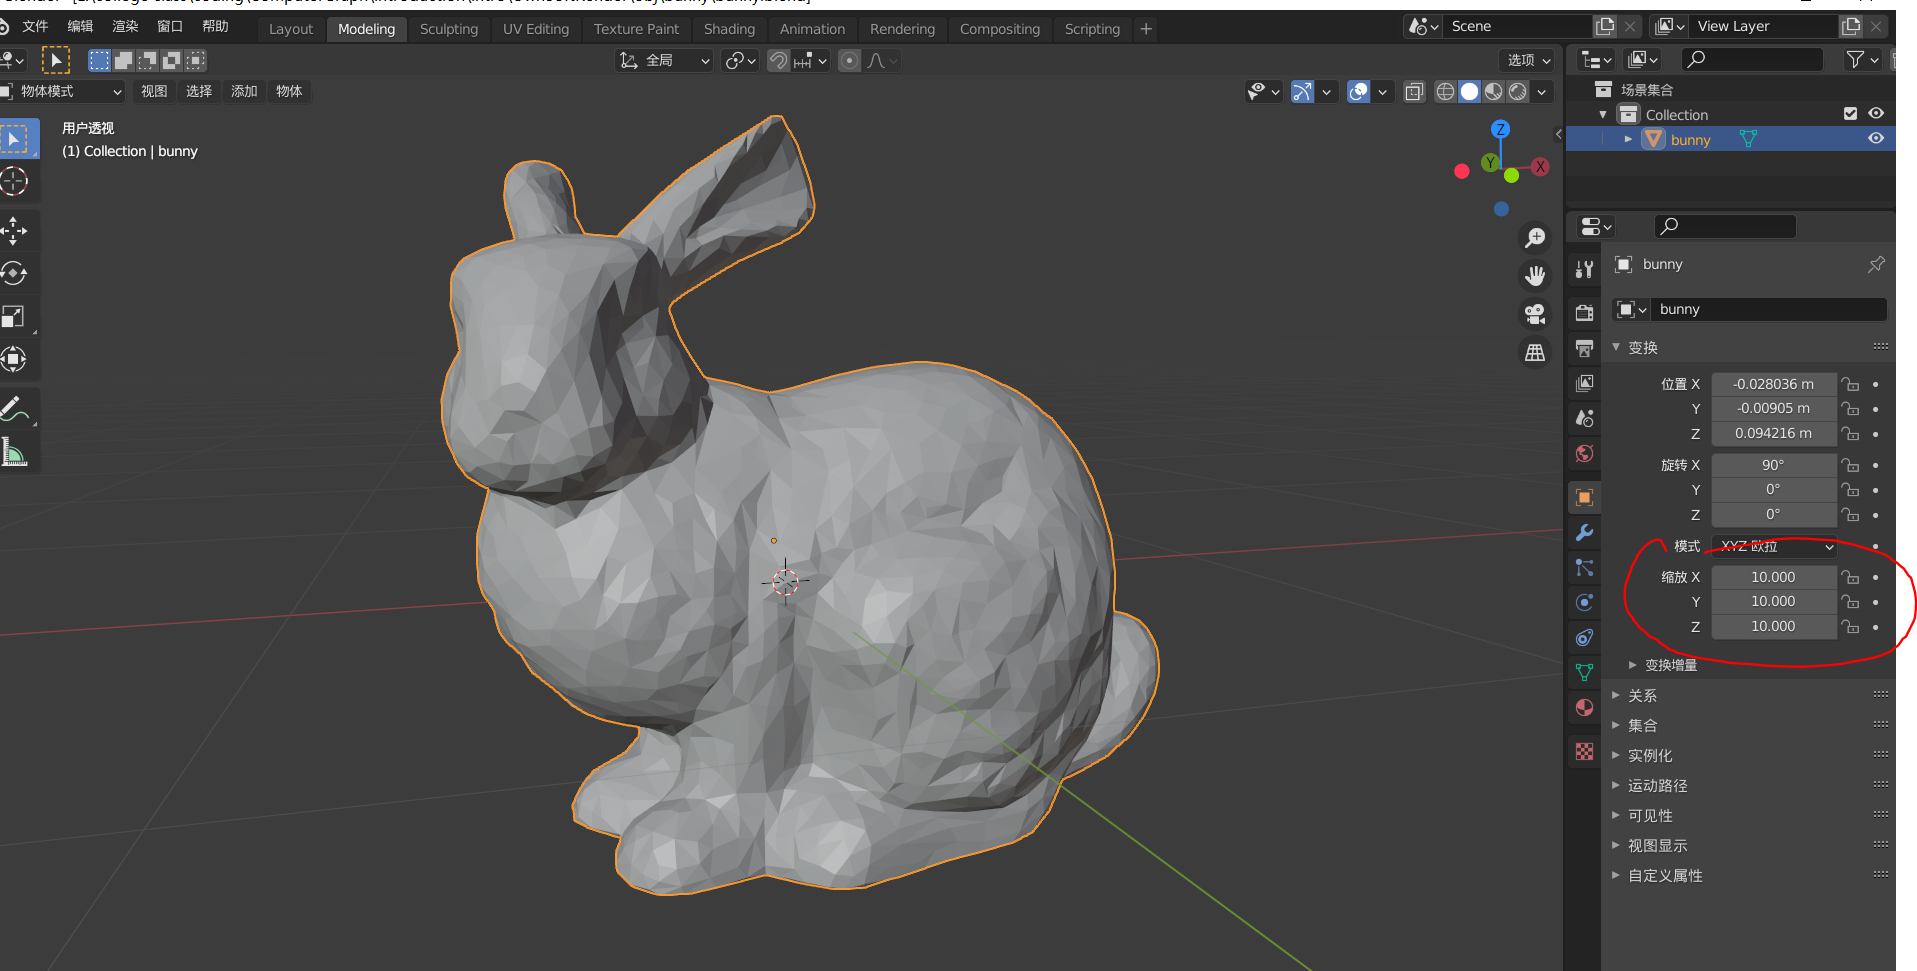 文件 编辑 渲染 窗口 帮助 Layout Modeling Sculpting UV Editing Texture Paint Shading Animation Rendering Compositing Scripting + Scene View Layer
全局 选项
物体模式 视图 选择 添加 物体
用户透视
(1) Collection | bunny
Z
Y
X
场景集合
Collection
bunny
bunny
bunny
变换
位置 X -0.028036 m
Y -0.00905 m
Z 0.094216 m
旋转 X 90°
Y 0°
Z 0°
模式 XYZ 欧拉
缩放 X 10.000
Y 10.000
Z 10.000
变换增量
关系
集合
实例化
运动路径
可见性
视图显示
自定义属性